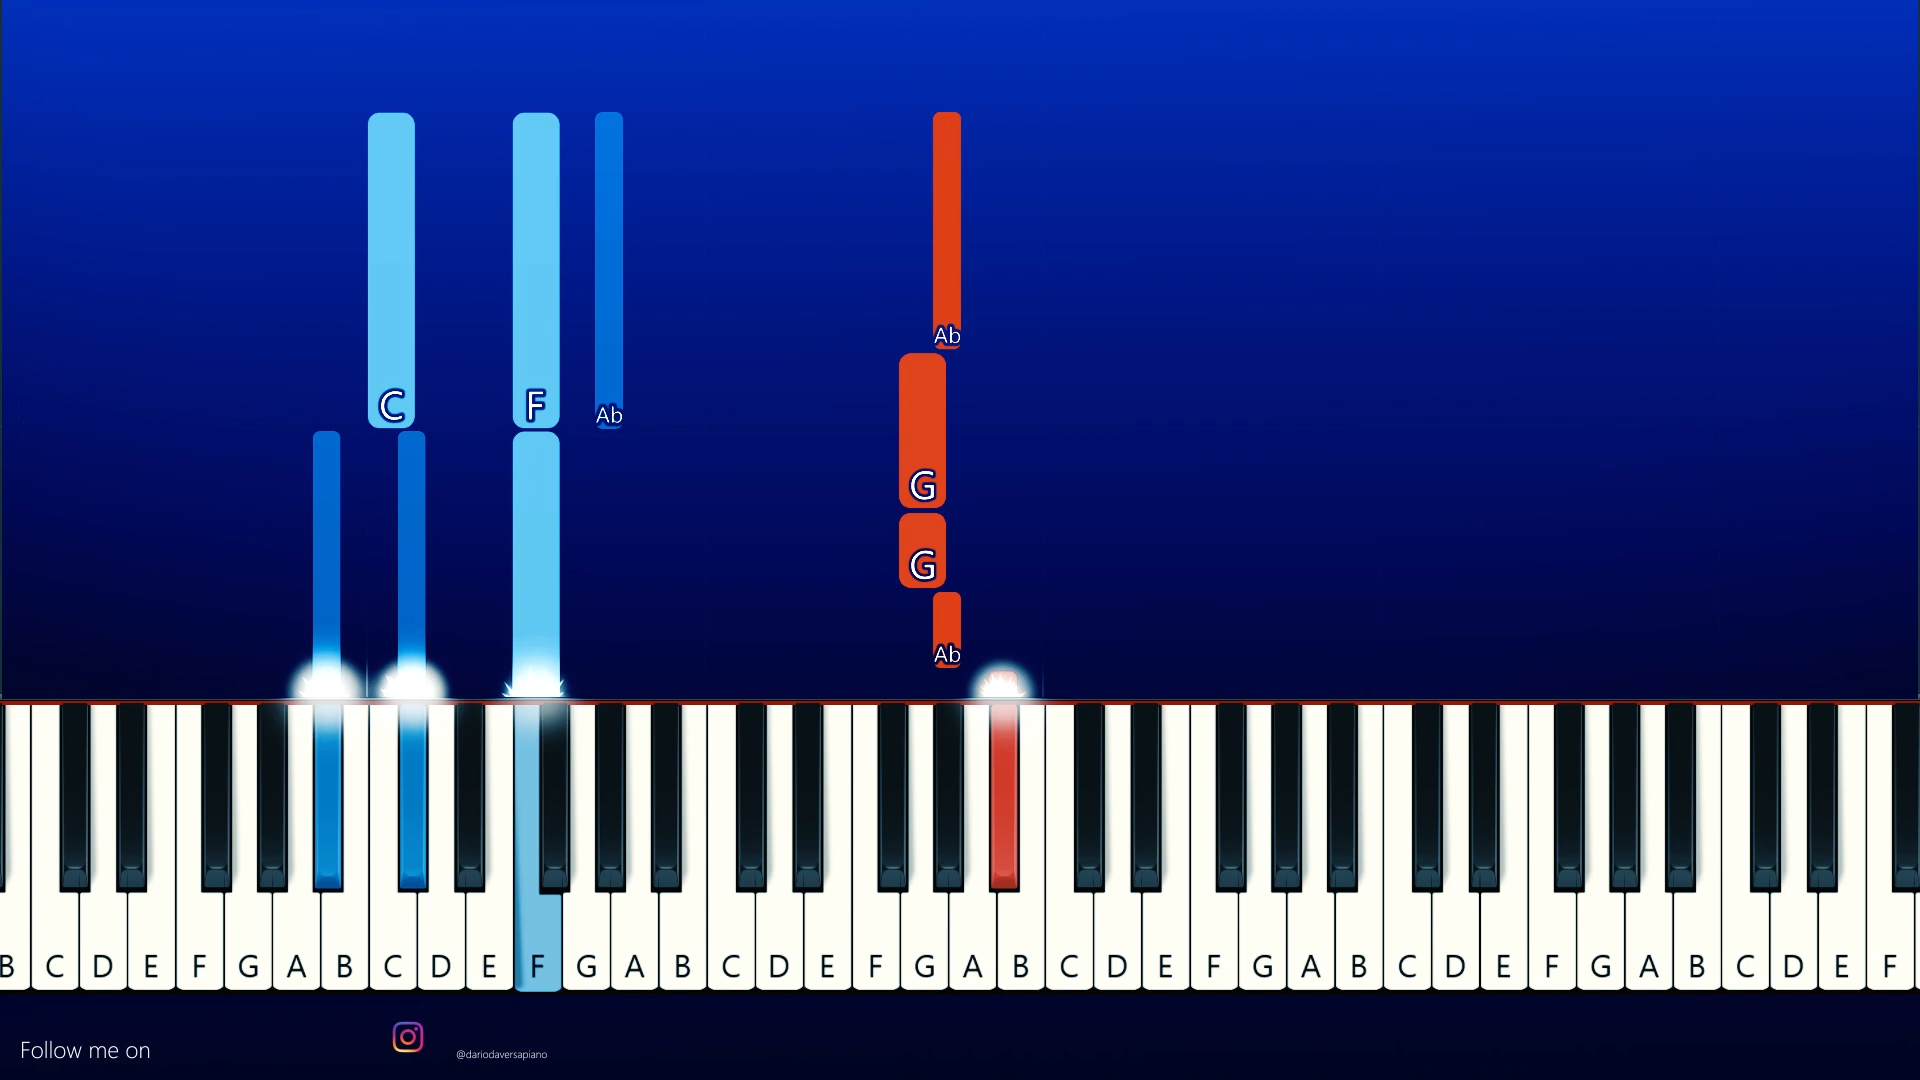 Ab
C F Ab
G
G
Ab
B C D E F G A B C D E F G A B C D E F G A B C D E F G A B C D E F G A B C D E F
Follow me on @dariodaversapiano